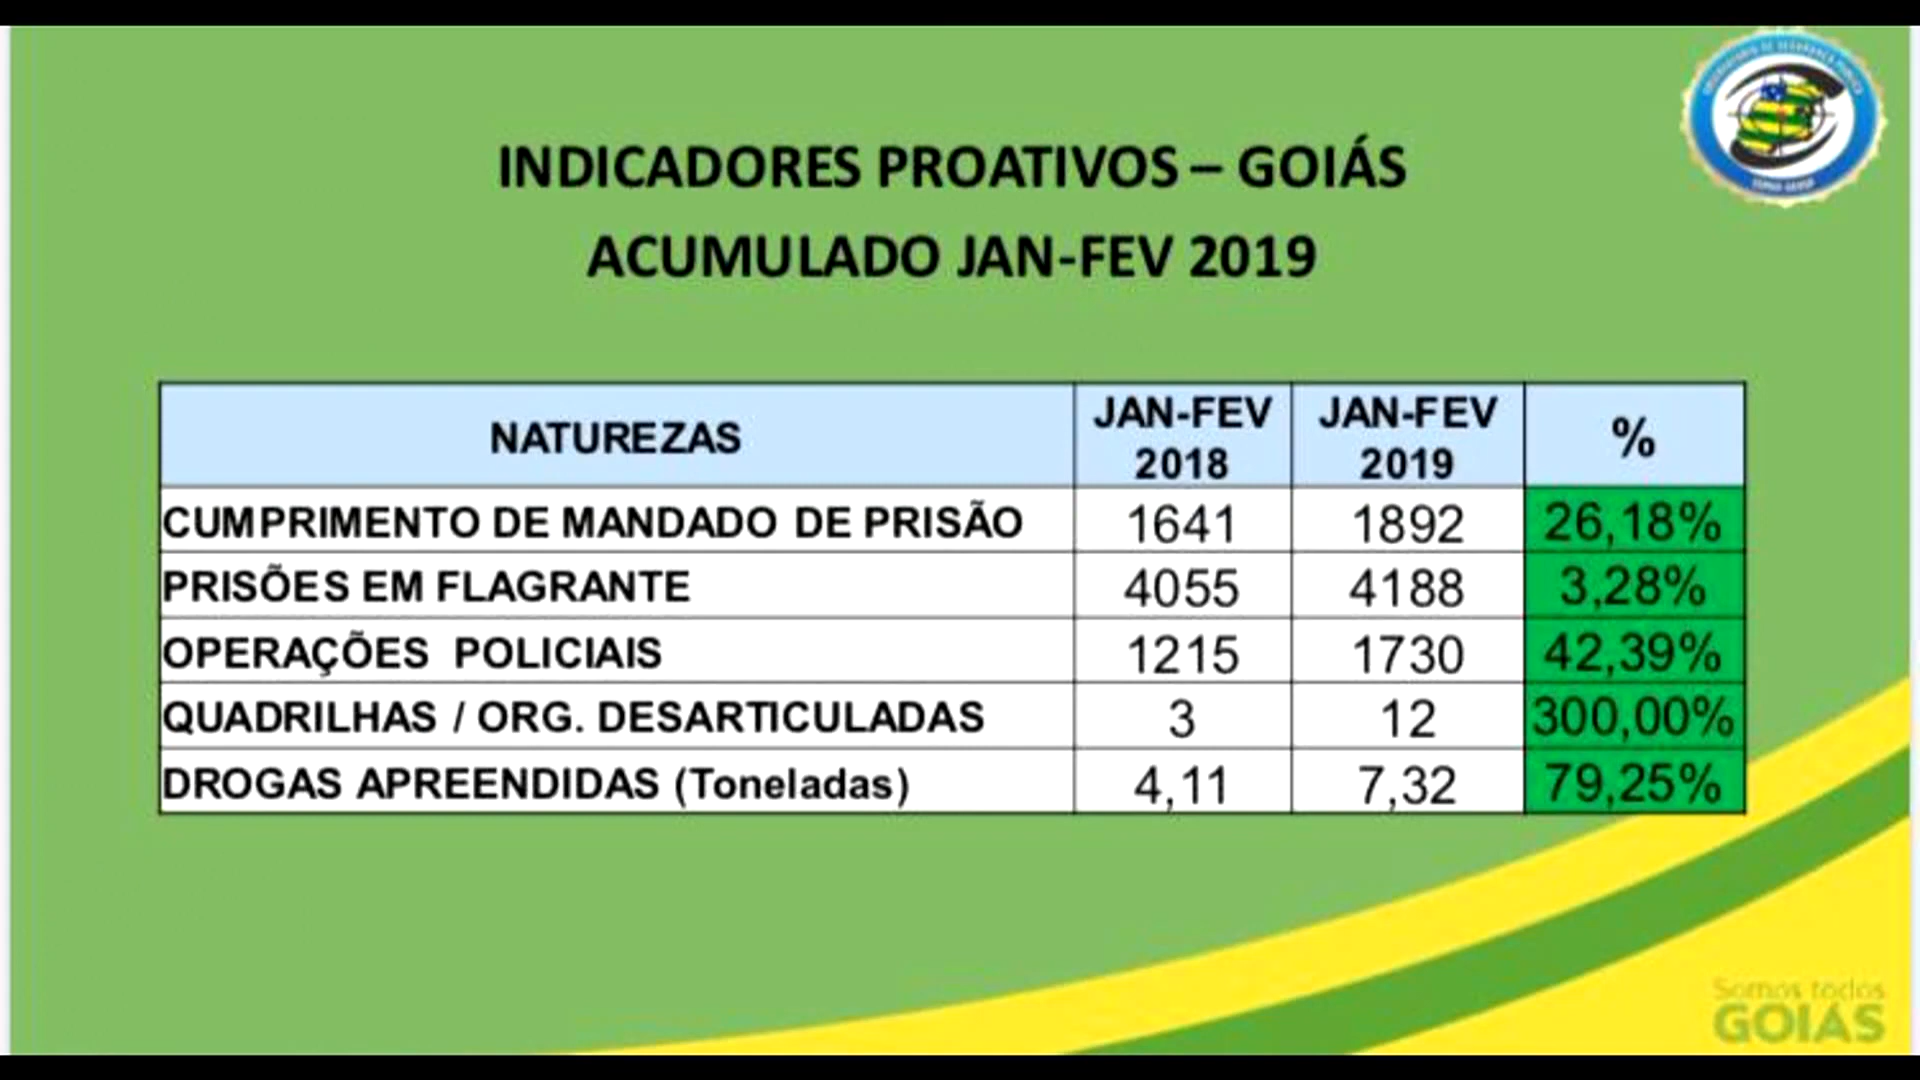 INDICADORES PROATIVOS – GOIÁS
ACUMULADO JAN-FEV 2019
NATUREZAS
JAN-FEV 2018
JAN-FEV 2019
%
CUMPRIMENTO DE MANDADO DE PRISÃO 1641 1892 26,18%
PRISÕES EM FLAGRANTE 4055 4188 3,28%
OPERAÇÕES POLICIAIS 1215 1730 42,39%
QUADRILHAS / ORG. DESARTICULADAS 3 12 300,00%
DROGAS APREENDIDAS (Toneladas) 4,11 7,32 79,25%
Somos todos
GOIÁS